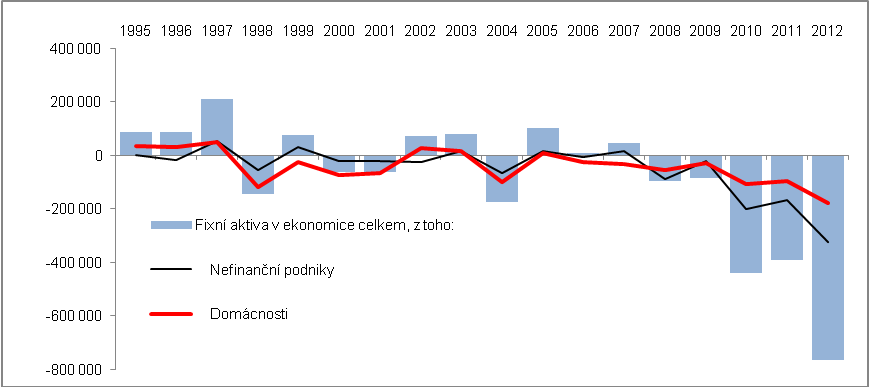 1995 1996 1997 1998 1999 2000 2001 2002 2003 2004 2005 2006 2007 2008 2009 2010 2011 2012
400 000
200 000
0
-200 000
Fixní aktiva v ekonomice celkem, z toho:
-400 000
Nefinanční podniky
Domácnosti
-600 000
-800 000